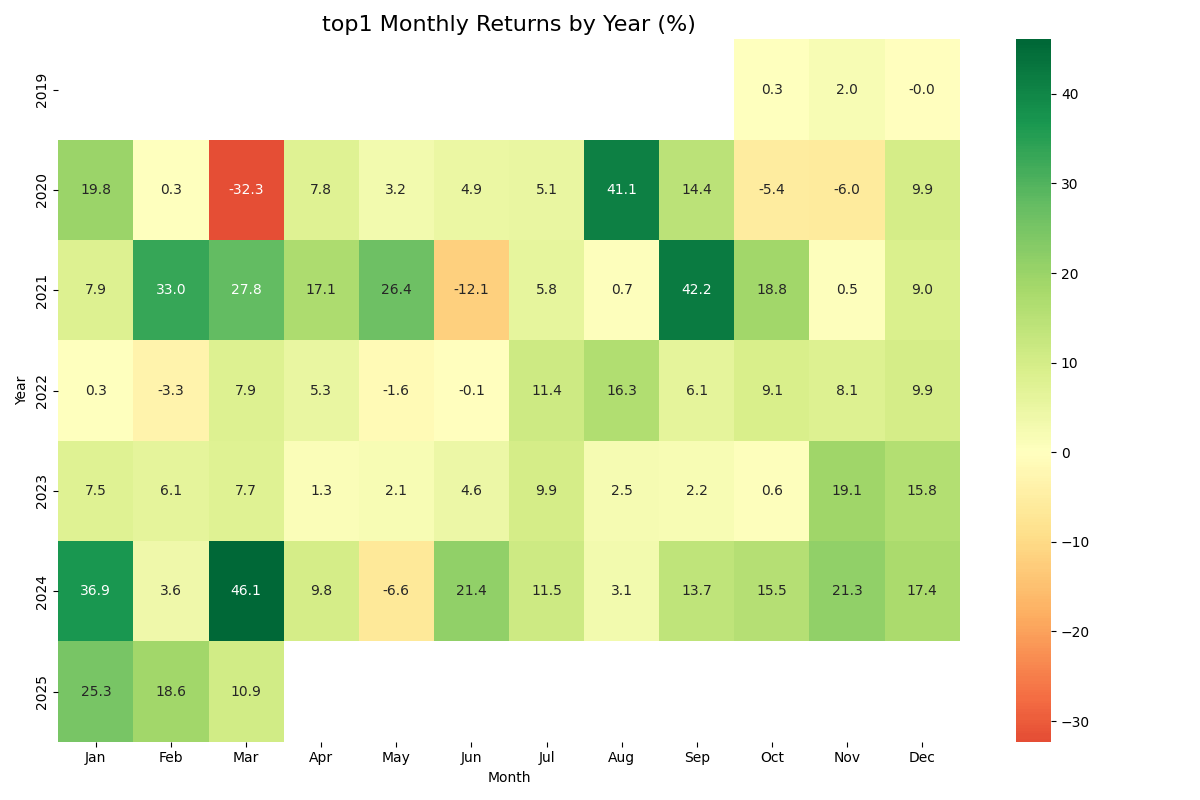 top1 Monthly Returns by Year (%)
2019 0.3 2.0 -0.0
2020 19.8 0.3 -32.3 7.8 3.2 4.9 5.1 41.1 14.4 -5.4 -6.0 9.9
2021 7.9 33.0 27.8 17.1 26.4 -12.1 5.8 0.7 42.2 18.8 0.5 9.0
2022 0.3 -3.3 7.9 5.3 -1.6 -0.1 11.4 16.3 6.1 9.1 8.1 9.9
2023 7.5 6.1 7.7 1.3 2.1 4.6 9.9 2.5 2.2 0.6 19.1 15.8
2024 36.9 3.6 46.1 9.8 -6.6 21.4 11.5 3.1 13.7 15.5 21.3 17.4
2025 25.3 18.6 10.9
Year
Jan Feb Mar Apr May Jun Jul Aug Sep Oct Nov Dec
Month
40
30
20
10
0
−10
−20
−30